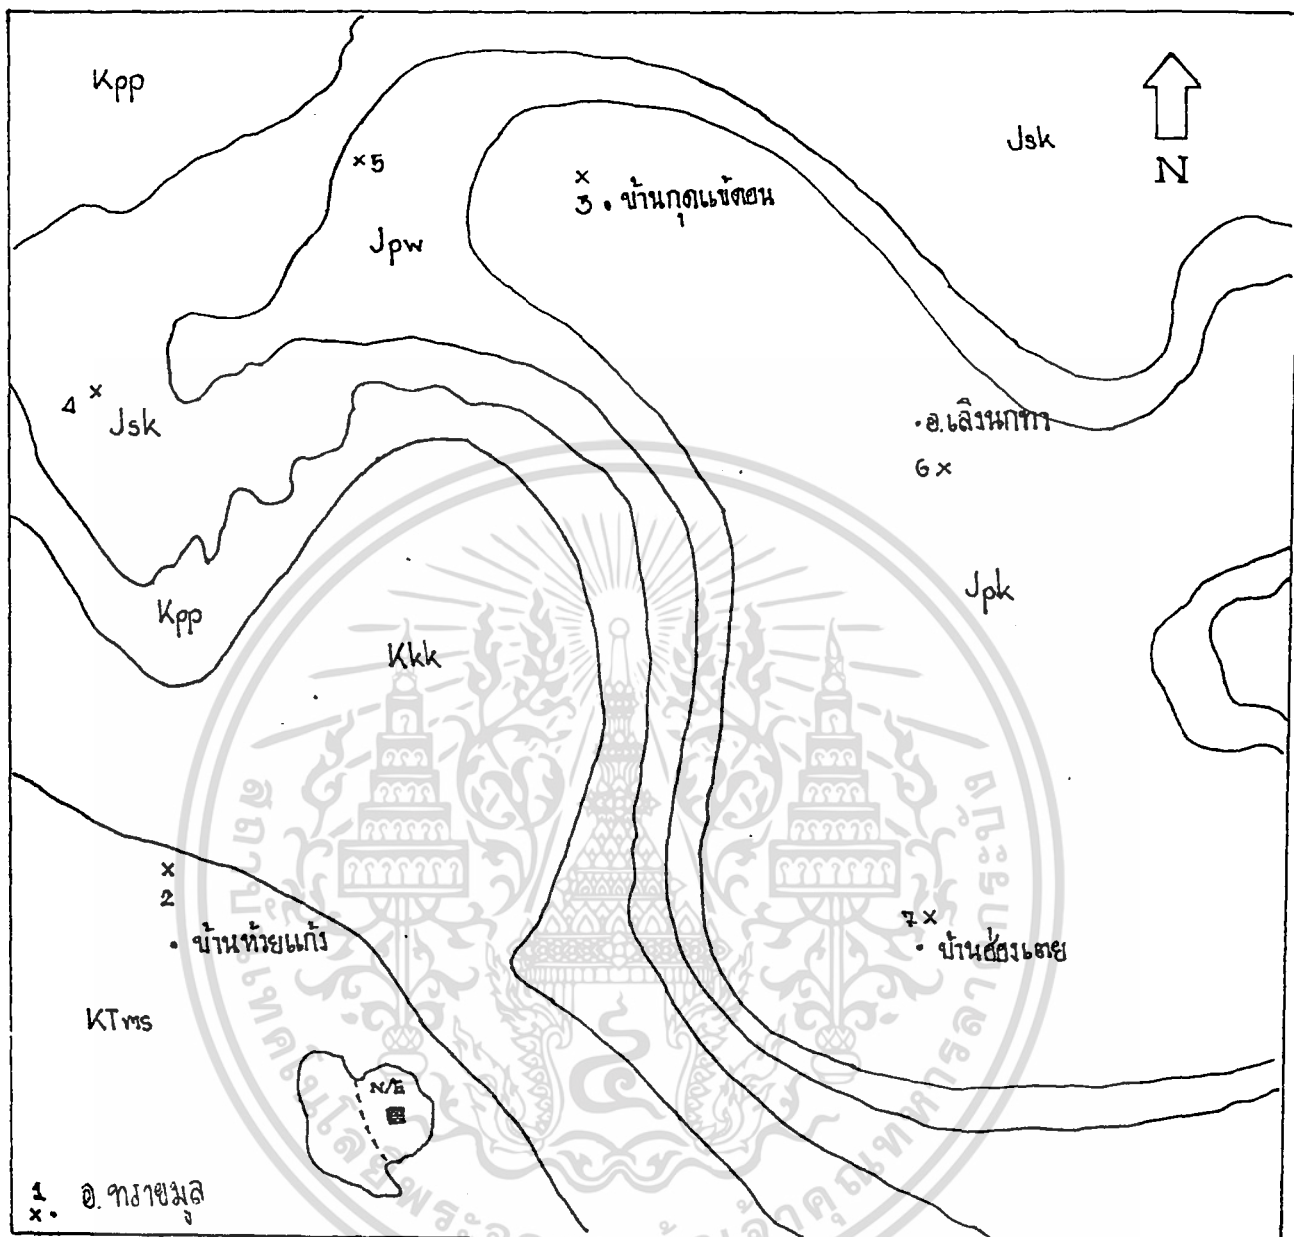 Kpp
Jsk
N
x5
x
3 . บ้านกุดแข้ดอน
Jpw
4 x
Jsk
.อ.เลิงนกทา
6 x
Jpk
Kpp
Kkk
x
2
. บ้านห้วยแก้ง
7 x
. บ้านฮ่องเตย
KTms
N/E
1
x. อ. ทรายมูล